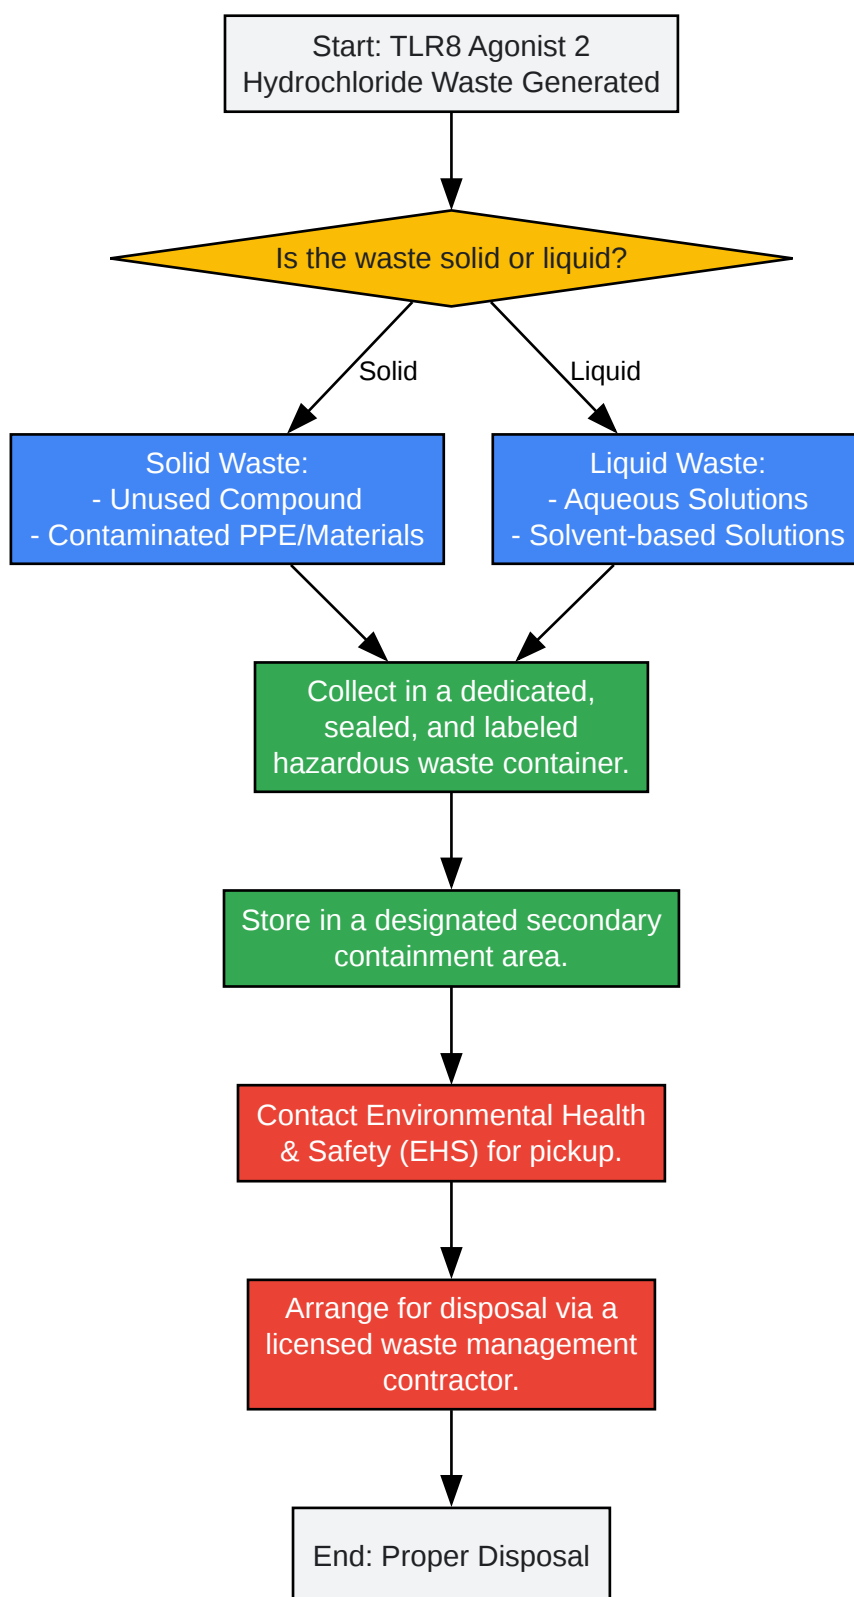 Start: TLR8 Agonist 2
Hydrochloride Waste Generated
Is the waste solid or liquid?
Solid
Liquid
Solid Waste:
- Unused Compound
- Contaminated PPE/Materials
Liquid Waste:
- Aqueous Solutions
- Solvent-based Solutions
Collect in a dedicated,
sealed, and labeled
hazardous waste container.
Store in a designated secondary
containment area.
Contact Environmental Health
& Safety (EHS) for pickup.
Arrange for disposal via a
licensed waste management
contractor.
End: Proper Disposal